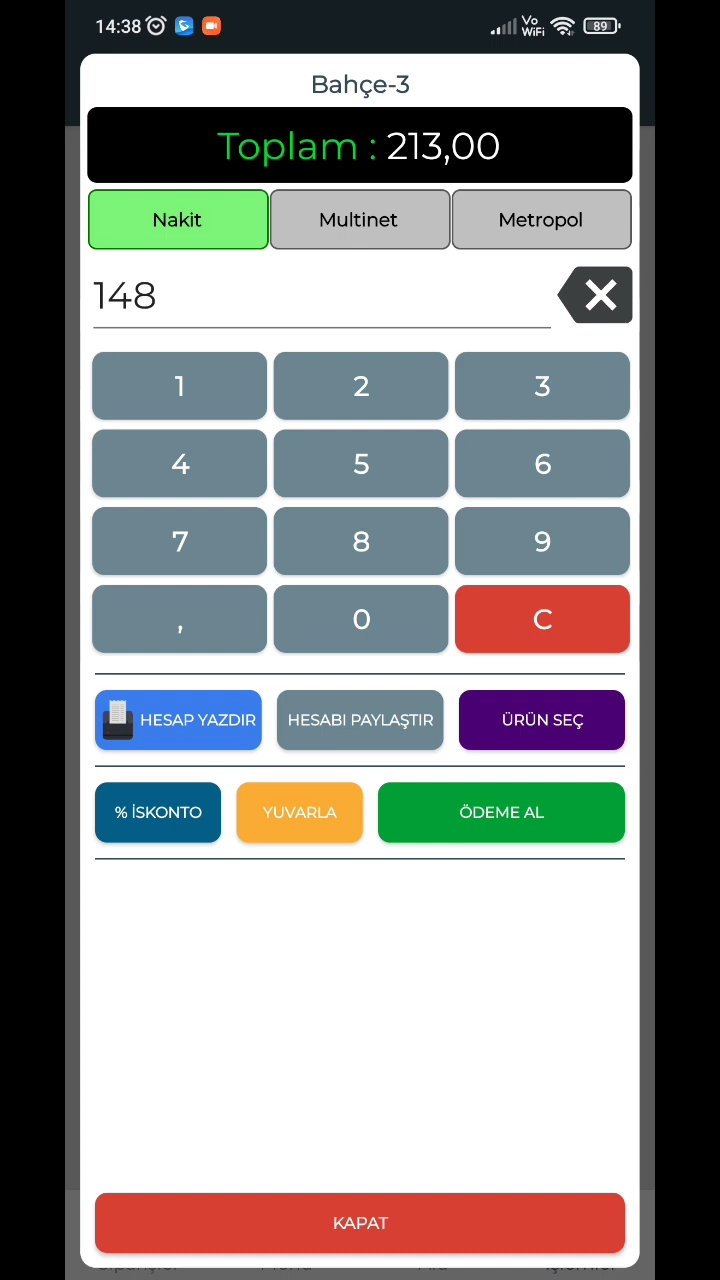 14:38 Vo WiFi 89
Bahçe-3
Toplam : 213,00
Nakit Multinet Metropol
148
1 2 3
4 5 6
7 8 9
, 0 C
HESAP YAZDIR HESABI PAYLAŞTIR ÜRÜN SEÇ
% İSKONTO YUVARLA ÖDEME AL
KAPAT